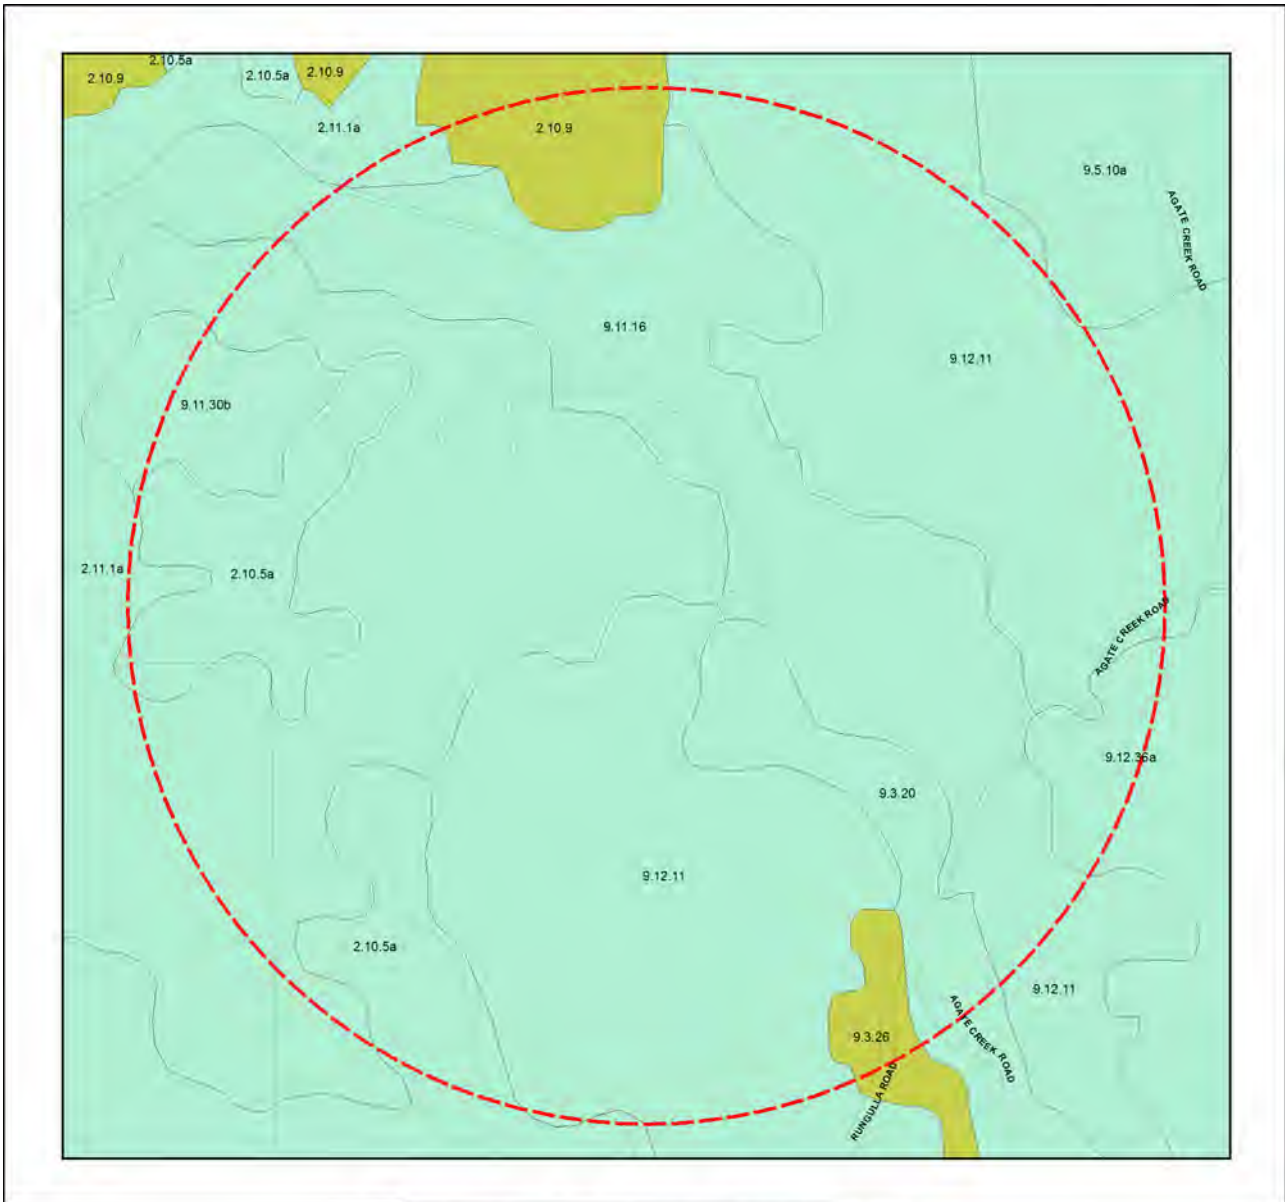 2.10.5a
2.10.9
2.10.5a
2.10.9
2.11.1a
2.10.9
9.5.10a
AGATE CREEK ROAD
9.11.16
9.12.11
9.11.30b
2.11.1a
2.10.5a
AGATE CREEK ROAD
9.12.36a
9.3.20
9.12.11
2.10.5a
9.12.11
9.3.26
AGATE CREEK ROAD
RUNGULLA ROAD